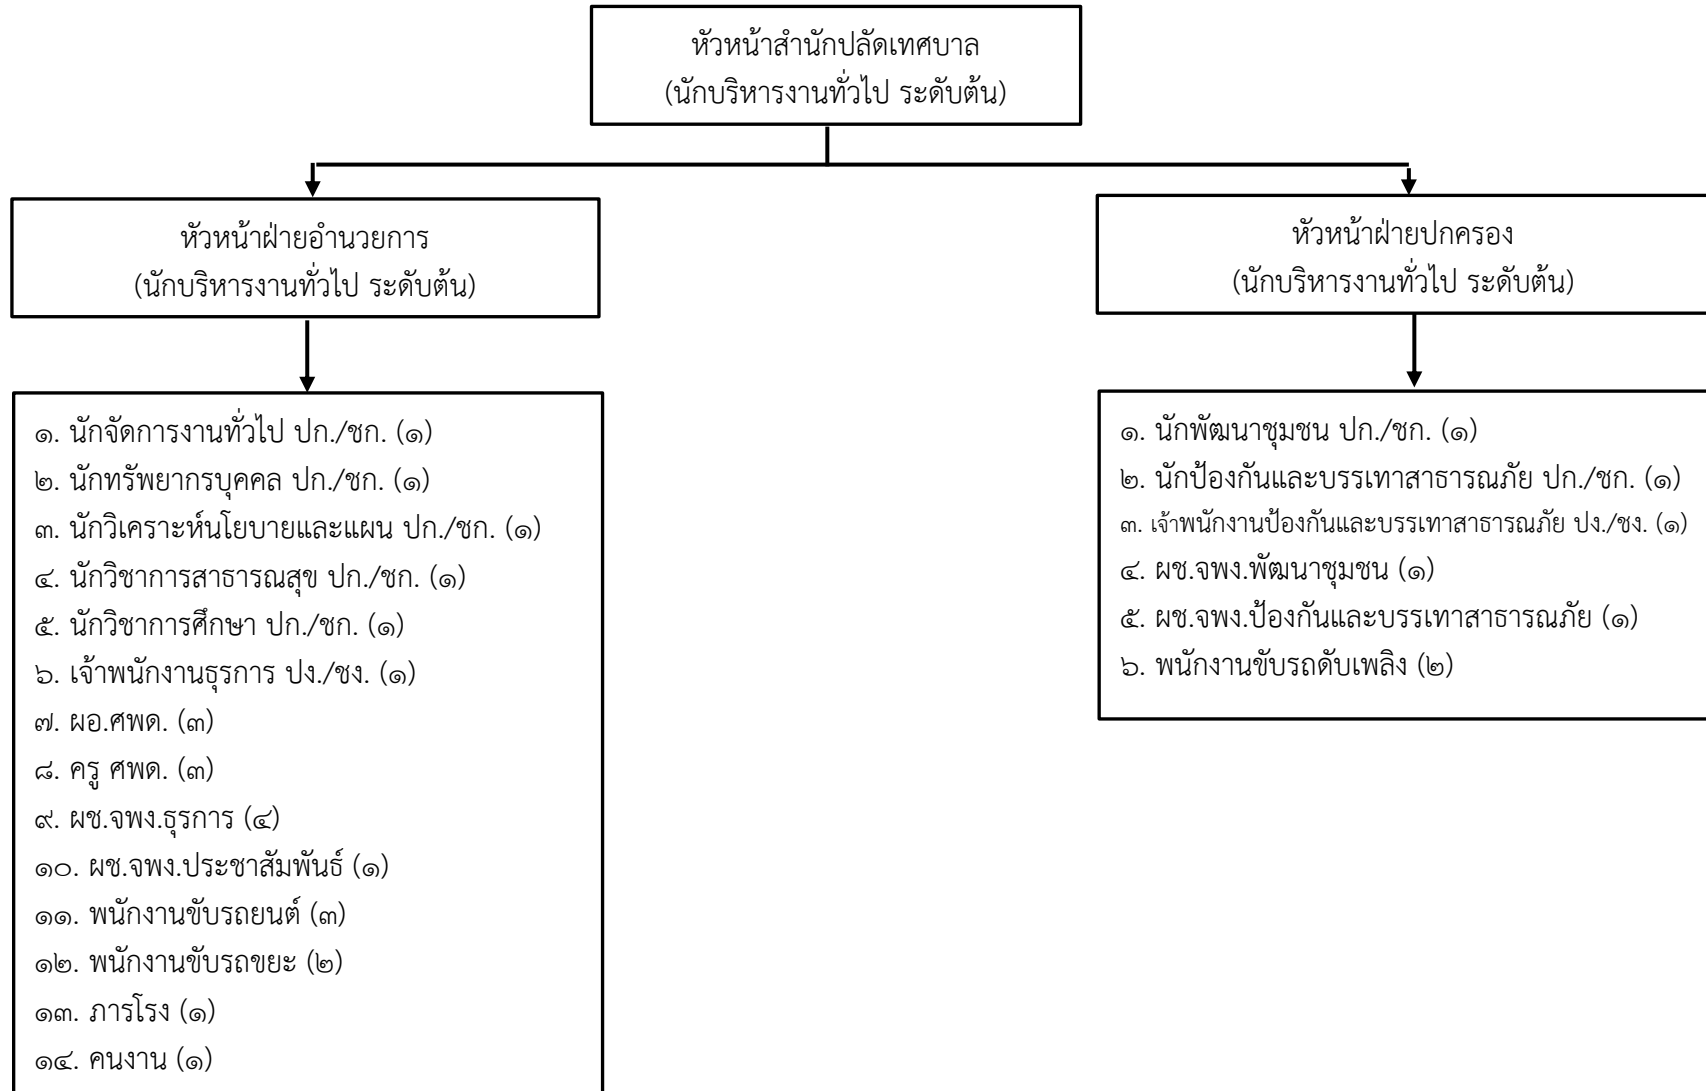 หัวหน้าสำนักปลัดเทศบาล
(นักบริหารงานทั่วไป ระดับต้น)
หัวหน้าฝ่ายอำนวยการ
(นักบริหารงานทั่วไป ระดับต้น)
๑. นักจัดการงานทั่วไป ปก./ชก. (๑)
๒. นักทรัพยากรบุคคล ปก./ชก. (๑)
๓. นักวิเคราะห์นโยบายและแผน ปก./ชก. (๑)
๔. นักวิชาการสาธารณสุข ปก./ชก. (๑)
๕. นักวิชาการศึกษา ปก./ชก. (๑)
๖. เจ้าพนักงานธุรการ ปง./ชง. (๑)
๗. ผอ.ศพด. (๓)
๘. ครู ศพด. (๓)
๙. ผช.จพง.ธุรการ (๔)
๑๐. ผช.จพง.ประชาสัมพันธ์ (๑)
๑๑. พนักงานขับรถยนต์ (๓)
๑๒. พนักงานขับรถขยะ (๒)
๑๓. ภารโรง (๑)
๑๔. คนงาน (๑)
หัวหน้าฝ่ายปกครอง
(นักบริหารงานทั่วไป ระดับต้น)
๑. นักพัฒนาชุมชน ปก./ชก. (๑)
๒. นักป้องกันและบรรเทาสาธารณภัย ปก./ชก. (๑)
๓. เจ้าพนักงานป้องกันและบรรเทาสาธารณภัย ปง./ชง. (๑)
๔. ผช.จพง.พัฒนาชุมชน (๑)
๕. ผช.จพง.ป้องกันและบรรเทาสาธารณภัย (๑)
๖. พนักงานขับรถดับเพลิง (๒)